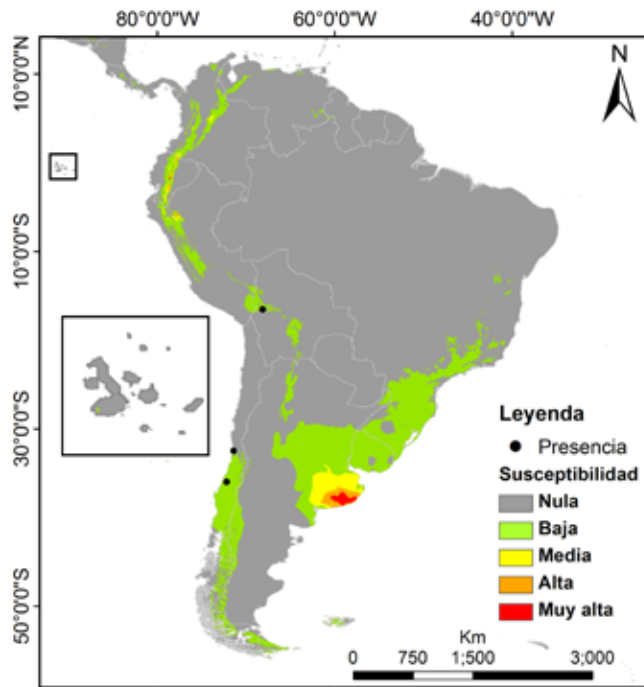 80°0'0"W 60°0'0"W 40°0'0"W
10°0'0"N
N
10°0'0"S
30°0'0"S
50°0'0"S
Leyenda
Presencia
Susceptibilidad
Nula
Baja
Media
Alta
Muy alta
Km
0 750 1;500 3;000